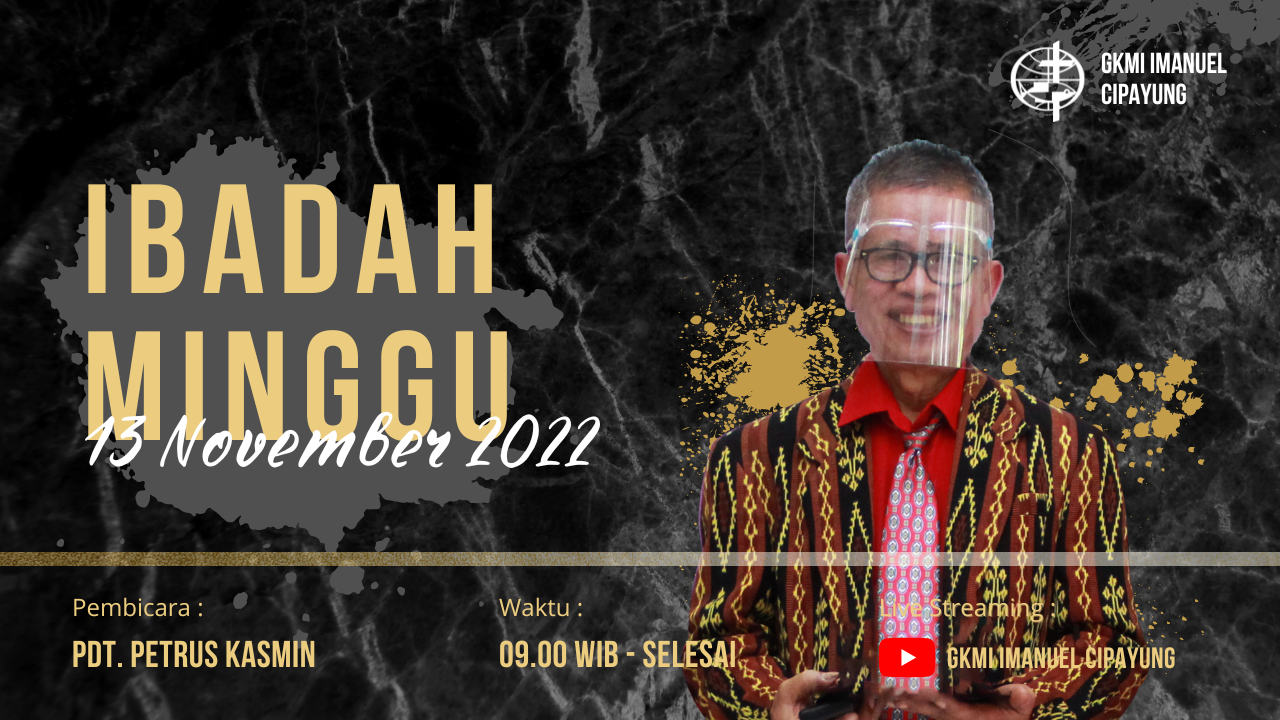 GKMI IMANUEL
CIPAYUNG
IBADAH
MINGGU
13 November 2022
Pembicara :
PDT. PETRUS KASMIN
Waktu :
09.00 WIB - SELESAI
Live Streaming :
GKMI IMANUEL CIPAYUNG